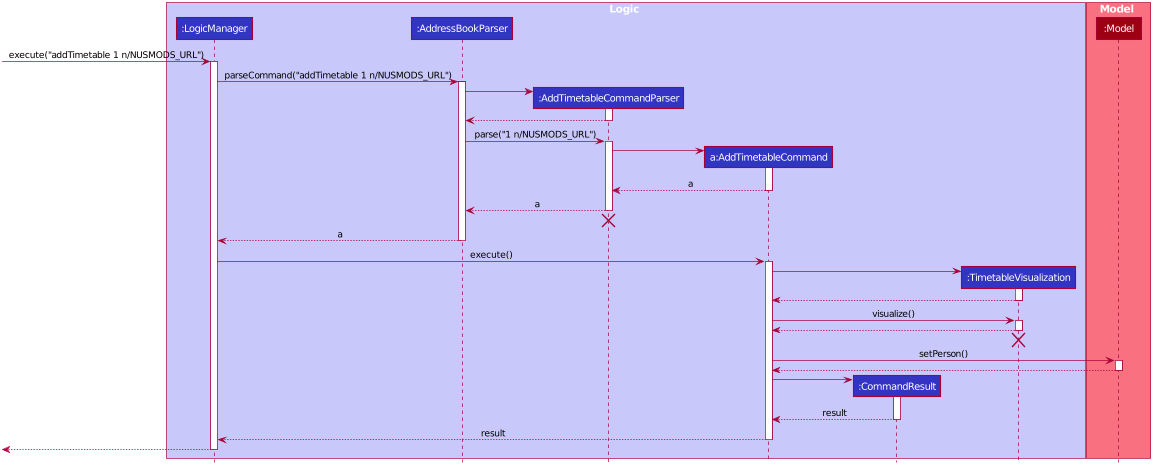 Logic
Model
:LogicManager
:AddressBookParser
:Model
execute("addTimetable 1 n/NUSMODS_URL")
parseCommand("addTimetable 1 n/NUSMODS_URL")
:AddTimetableCommandParser
parse("1 n/NUSMODS_URL")
a:AddTimetableCommand
a
a
a
execute()
:TimetableVisualization
visualize()
setPerson()
:CommandResult
result
result